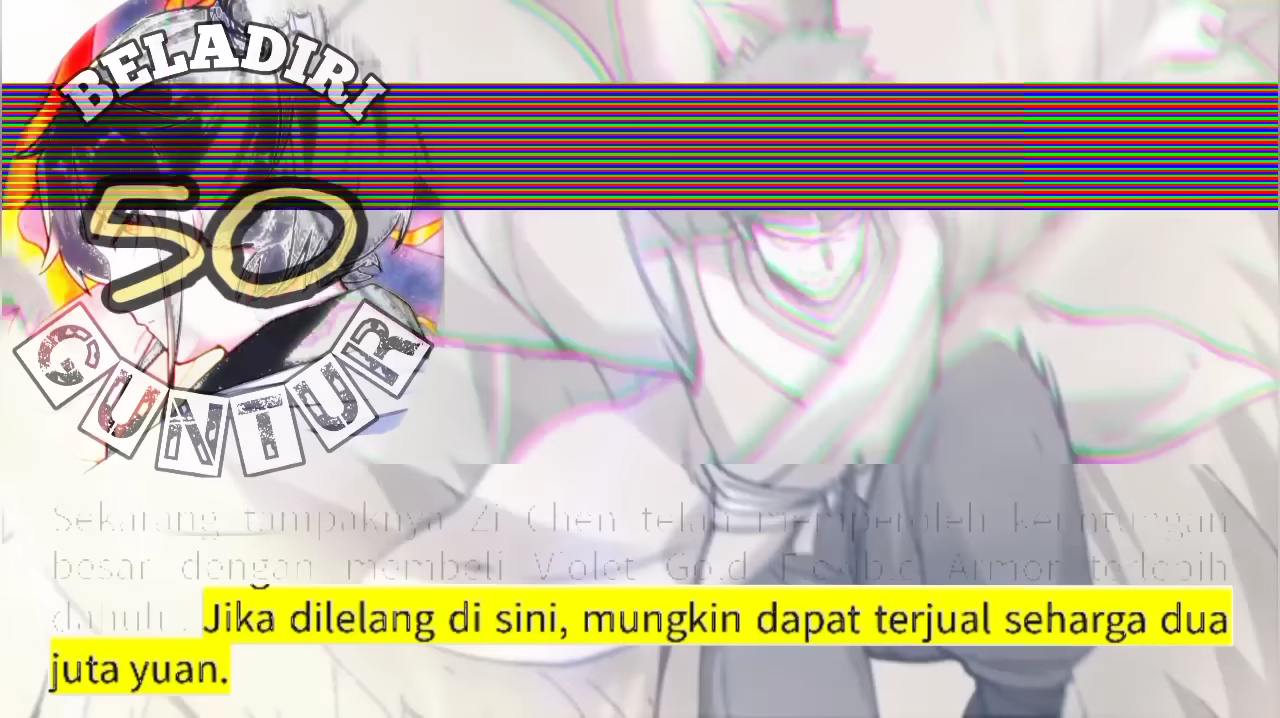 BELADIRI
50
GUNTUR
Sekarang tampaknya Zi Chen telah memperoleh keuntungan
besar dengan membeli Violet Gold Flexible Armor terlebih
dahulu. Jika dilelang di sini, mungkin dapat terjual seharga dua
juta yuan.